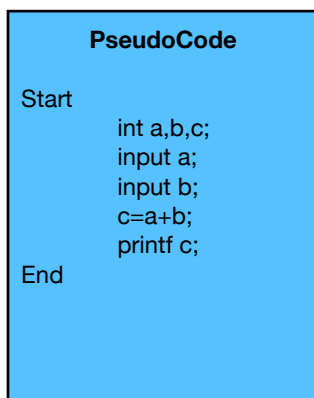 PseudoCode
Start
int a,b,c;
input a;
input b;
c=a+b;
printf c;
End